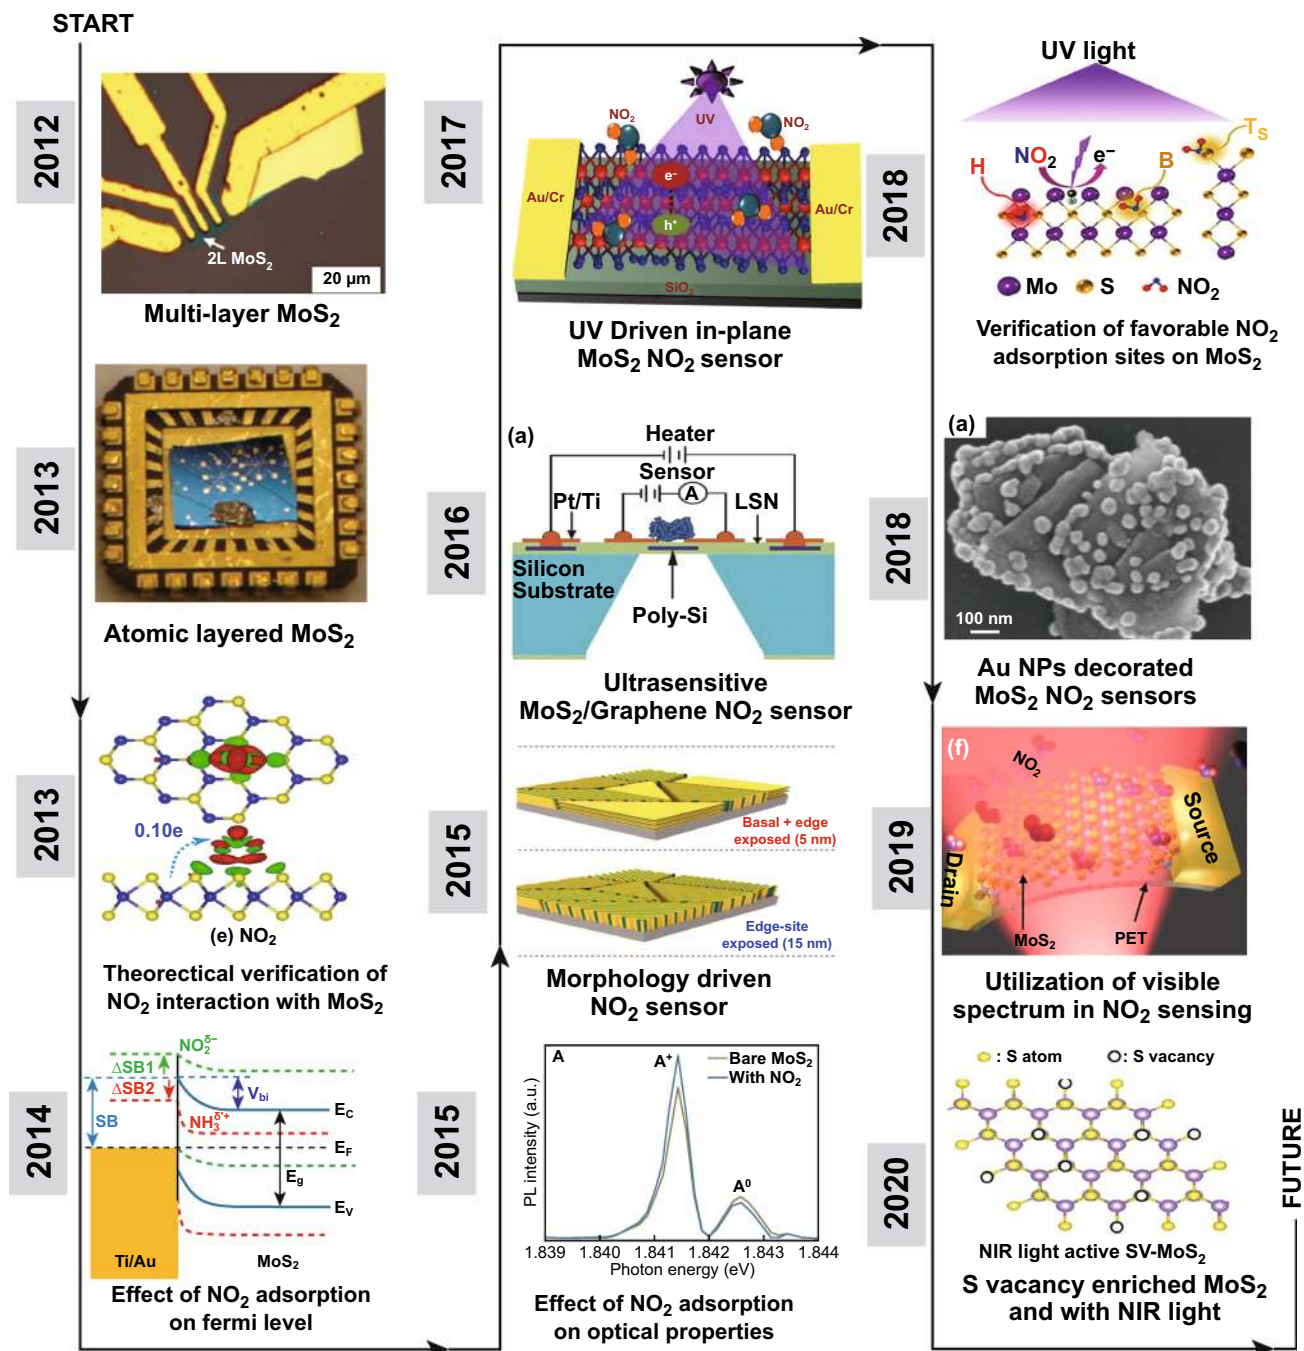 START
2012
2L MoS₂
20 µm
Multi-layer MoS₂
2013
Atomic layered MoS₂
2013
0.10e
(e) NO₂
Theorectical verification of
NO₂ interaction with MoS₂
2014
NO₂^δ−
ΔSB1
ΔSB2
SB
V_bi
NH₃^δ'+
E_C
E_F
E_g
E_V
Ti/Au
MoS₂
Effect of NO₂ adsorption
on fermi level
2017
NO₂
UV
NO₂
e⁻
h⁺
Au/Cr
Au/Cr
SiO₂
UV Driven in-plane
MoS₂ NO₂ sensor
2016
(a)
Heater
Sensor
A
Pt/Ti
LSN
Silicon
Substrate
Poly-Si
Ultrasensitive
MoS₂/Graphene NO₂ sensor
2015
Basal + edge
exposed (5 nm)
Edge-site
exposed (15 nm)
Morphology driven
NO₂ sensor
2015
A
A⁺
A⁰
Bare MoS₂
With NO₂
PL intensity (a.u.)
1.839 1.840 1.841 1.842 1.843 1.844
Photon energy (eV)
Effect of NO₂ adsorption
on optical properties
2018
UV light
T_S
H
NO₂
e⁻
B
Mo S NO₂
Verification of favorable NO₂
adsorption sites on MoS₂
2018
(a)
100 nm
Au NPs decorated
MoS₂ NO₂ sensors
2019
(f)
NO₂
Source
Drain
MoS₂
PET
Utilization of visible
spectrum in NO₂ sensing
2020
: S atom : S vacancy
NIR light active SV-MoS₂
S vacancy enriched MoS₂
and with NIR light
FUTURE